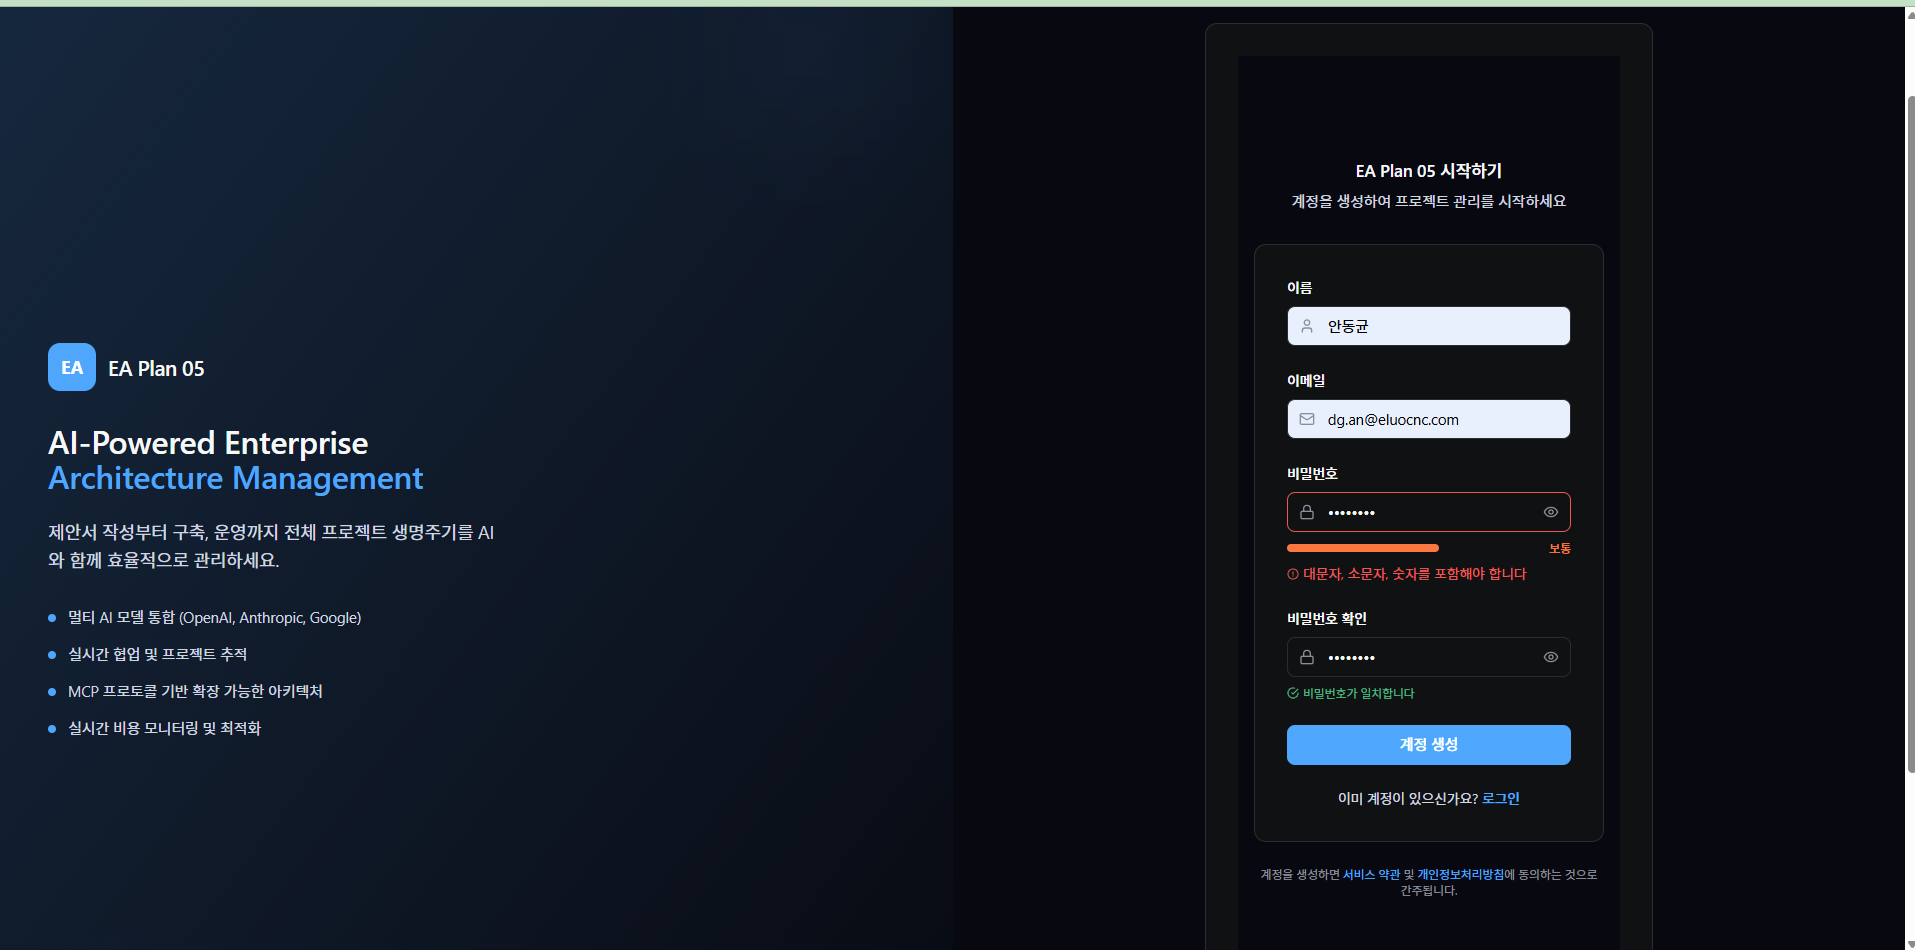 EA
EA Plan 05
AI-Powered Enterprise
Architecture Management
제안서 작성부터 구축, 운영까지 전체 프로젝트 생명주기를 AI
와 함께 효율적으로 관리하세요.
멀티 AI 모델 통합 (OpenAI, Anthropic, Google)
실시간 협업 및 프로젝트 추적
MCP 프로토콜 기반 확장 가능한 아키텍처
실시간 비용 모니터링 및 최적화
EA Plan 05 시작하기
계정을 생성하여 프로젝트 관리를 시작하세요
이름
안동균
이메일
dg.an@eluocnc.com
비밀번호
••••••••
보통
대문자, 소문자, 숫자를 포함해야 합니다
비밀번호 확인
••••••••
비밀번호가 일치합니다
계정 생성
이미 계정이 있으신가요? 로그인
계정을 생성하면 서비스 약관 및 개인정보처리방침에 동의하는 것으로
간주됩니다.